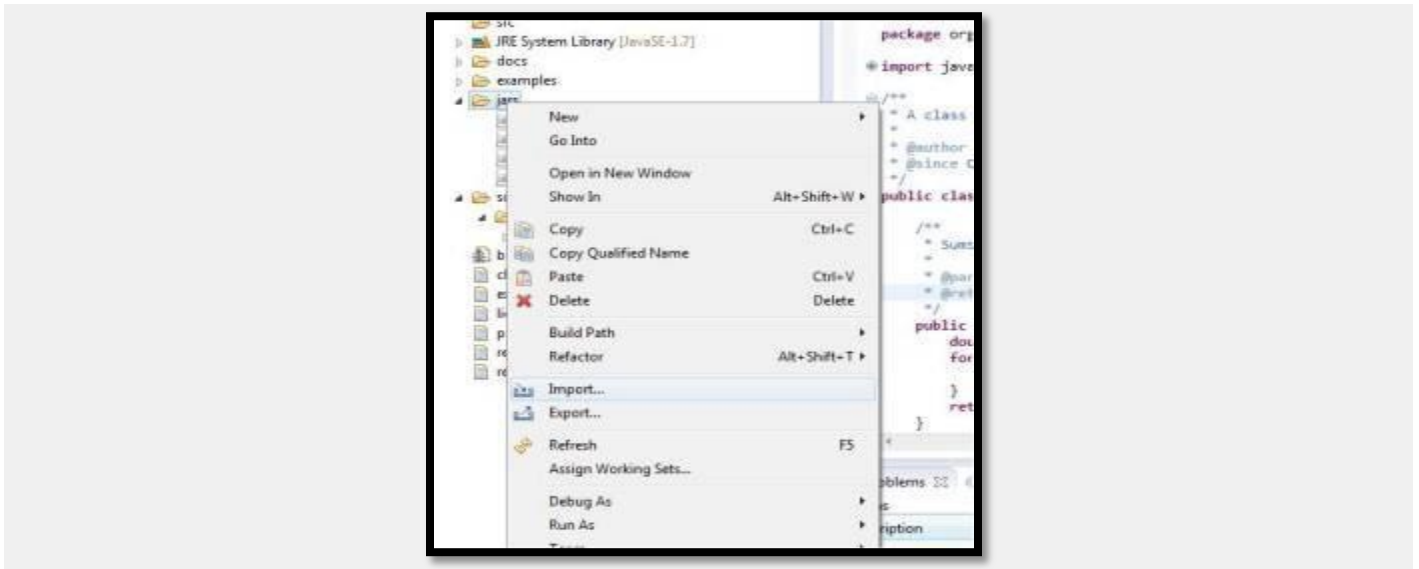 src
JRE System Library [JavaSE-1.7]
docs
examples
jars
New
Go Into
Open in New Window
Show In Alt+Shift+W
Copy Ctrl+C
Copy Qualified Name
Paste Ctrl+V
Delete Delete
Build Path
Refactor Alt+Shift+T
Import...
Export...
Refresh F5
Assign Working Sets...
Debug As
Run As
package org
import java
/**
* A class
*
* @author
* @since
*/
public clas
/**
* Sums
*
* @par
* @ret
*/
public
dou
for
}
ret
}
oblems
ription